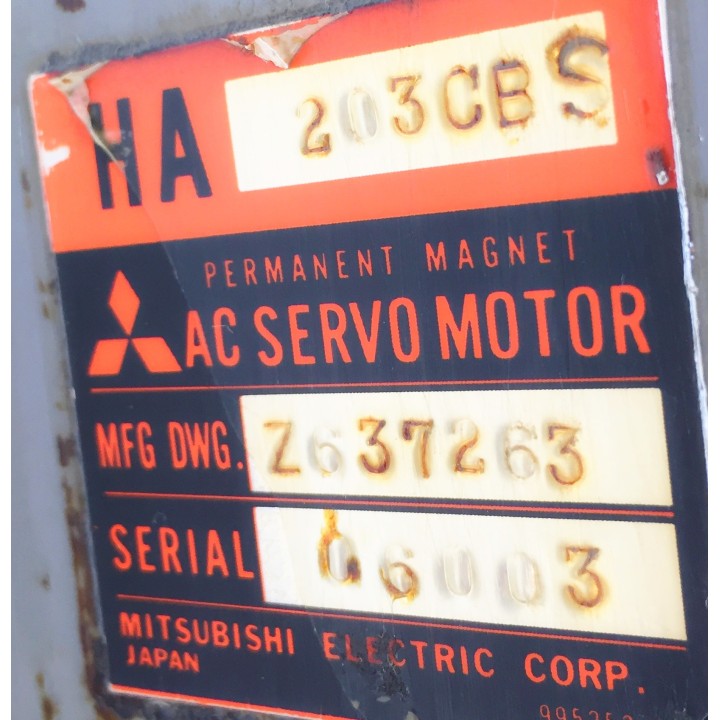 HA 203CBS
PERMANENT MAGNET
AC SERVO MOTOR
MFG DWG. Z637263
SERIAL 06003
MITSUBISHI ELECTRIC CORP.
JAPAN